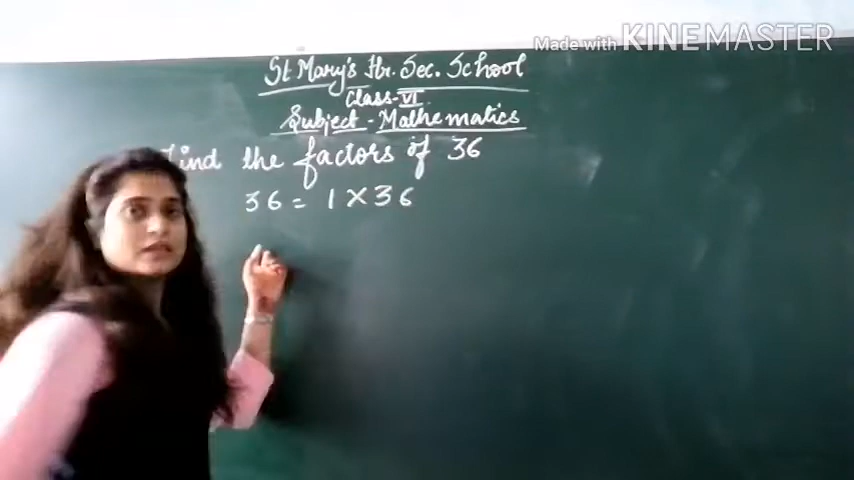 Made with KINEMASTER
St Mary's Hr. Sec. School
Class-VI
Subject - Mathematics
Find the factors of 36
36 = 1 X 36